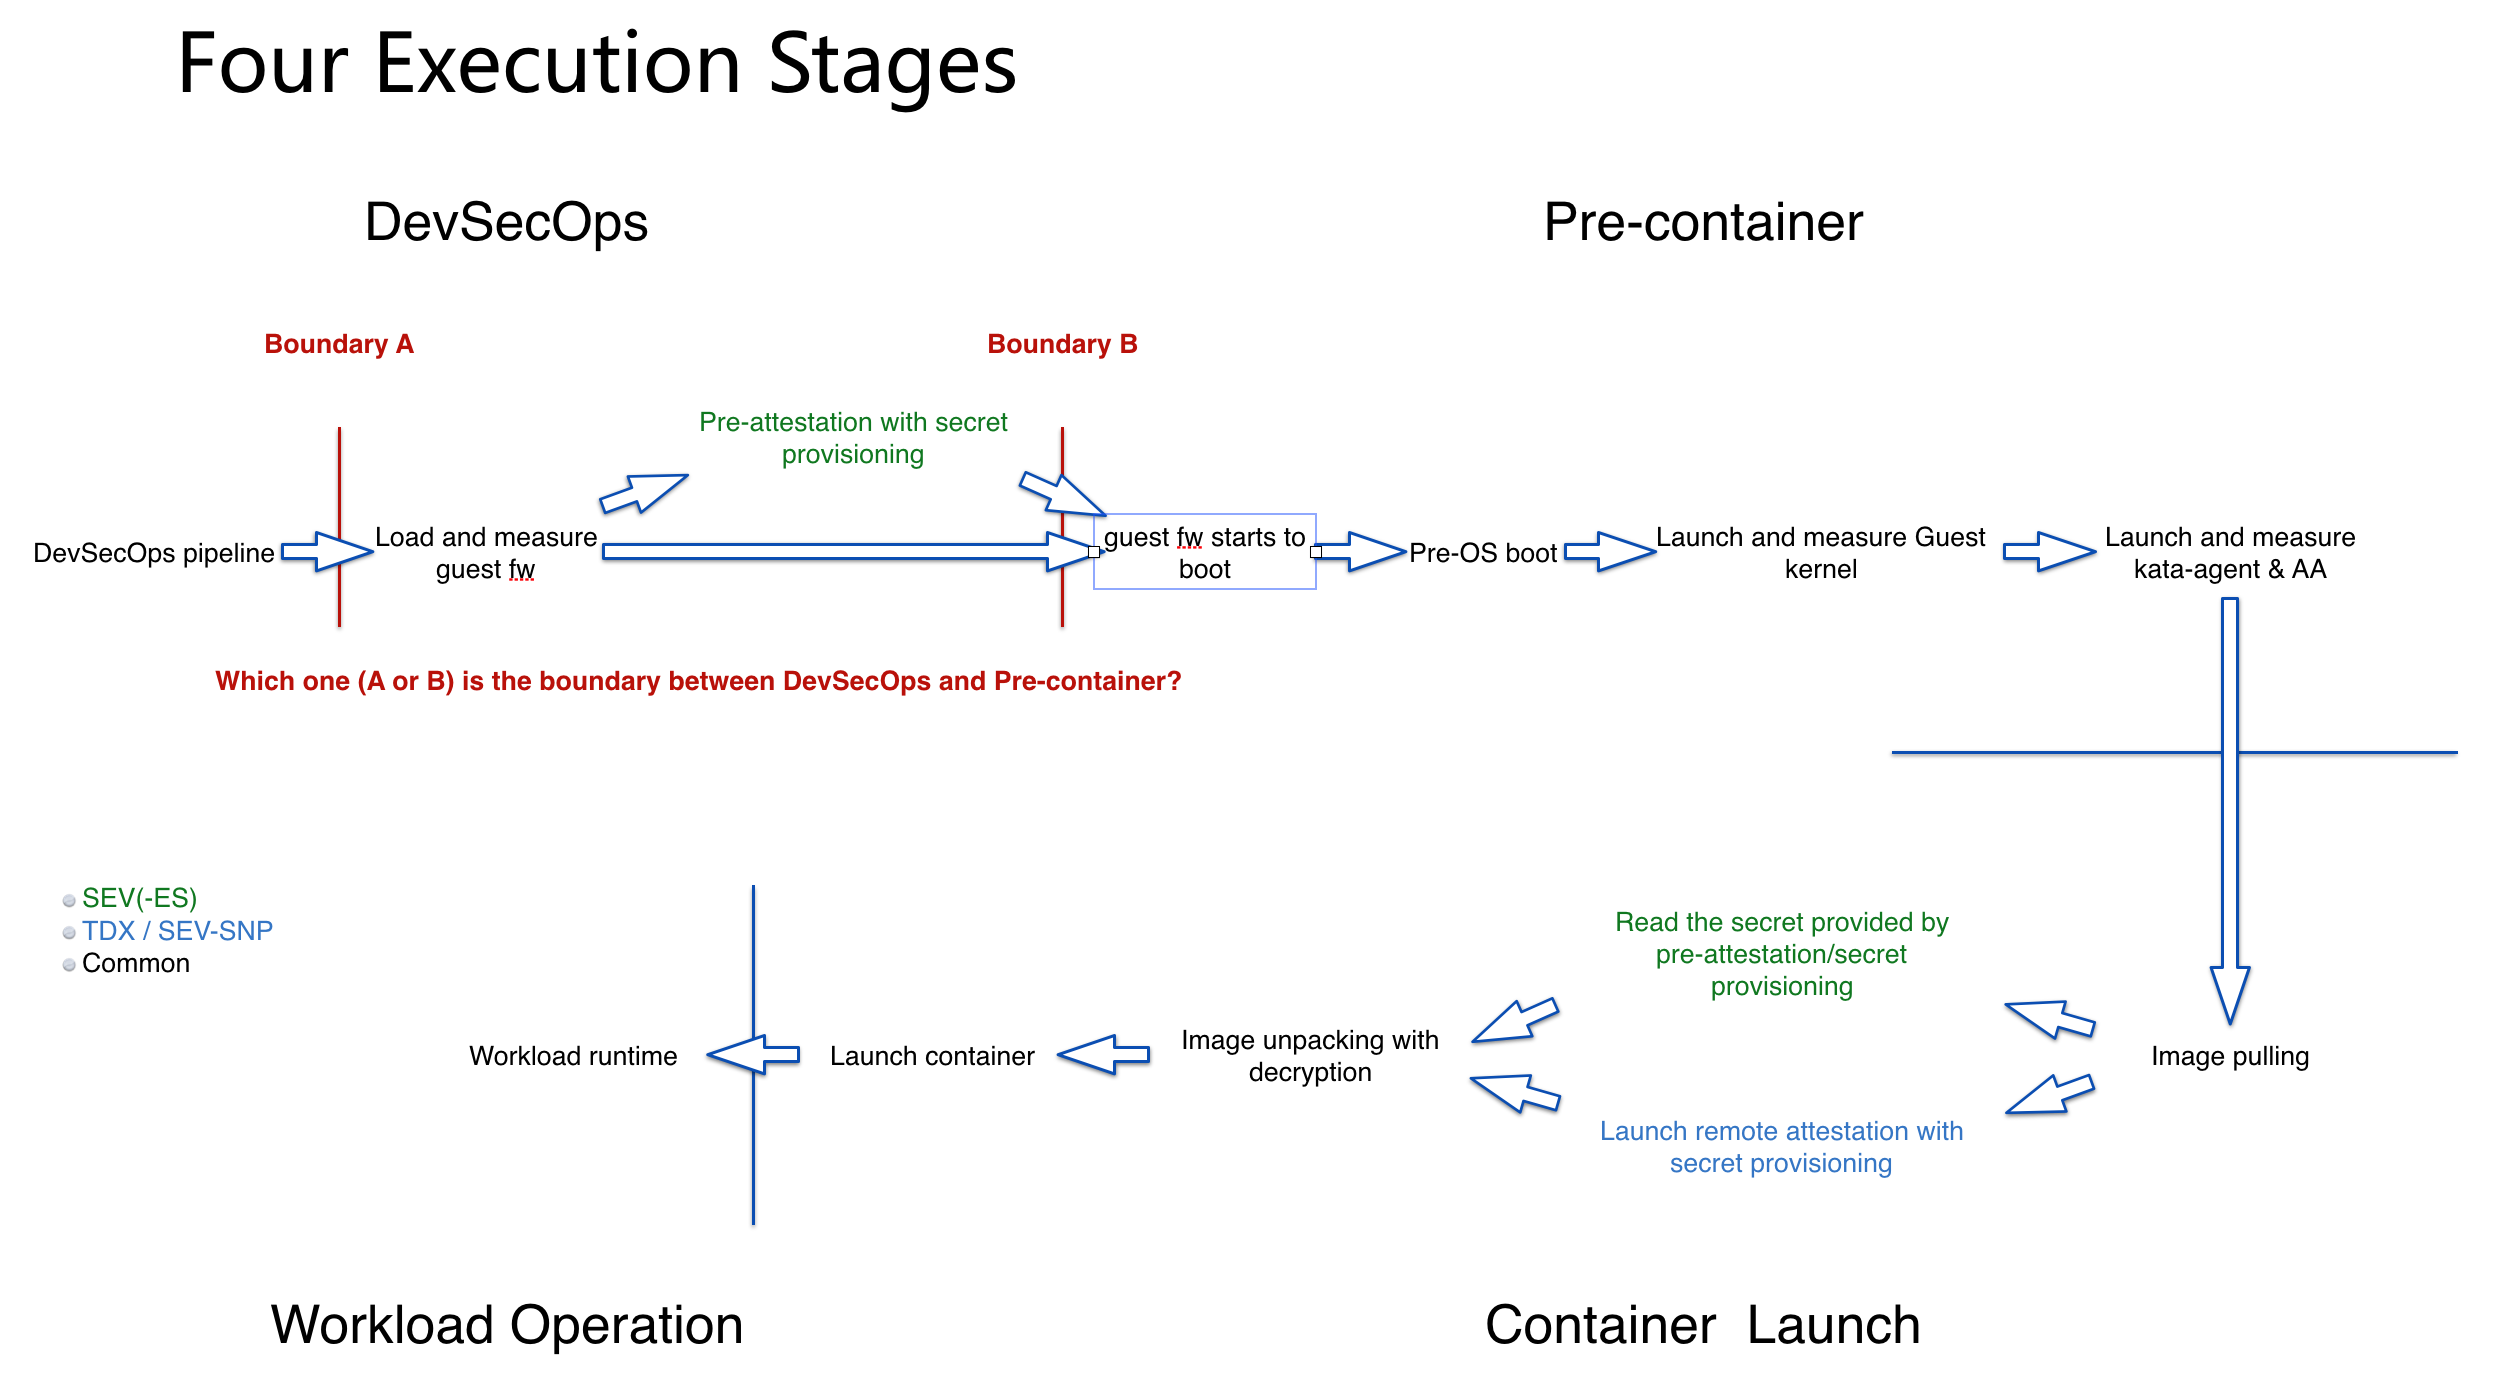 Four Execution Stages
DevSecOps
Pre-container
Boundary A
Boundary B
Pre-attestation with secret
provisioning
DevSecOps pipeline
Load and measure
guest fw
guest fw starts to
boot
Pre-OS boot
Launch and measure Guest
kernel
Launch and measure
kata-agent & AA
Which one (A or B) is the boundary between DevSecOps and Pre-container?
SEV(-ES)
TDX / SEV-SNP
Common
Workload runtime
Launch container
Image unpacking with
decryption
Read the secret provided by
pre-attestation/secret
provisioning
Launch remote attestation with
secret provisioning
Image pulling
Workload Operation
Container  Launch